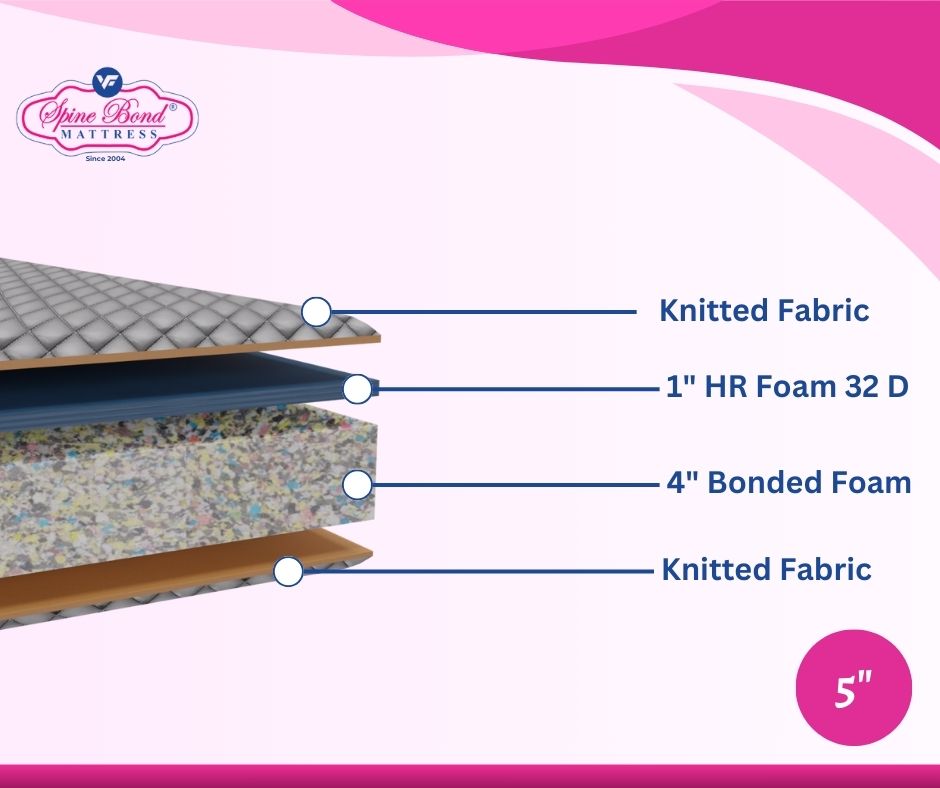 VF
Spine Bond®
MATTRESS
Since 2004
Knitted Fabric
1" HR Foam 32 D
4" Bonded Foam
Knitted Fabric
5"